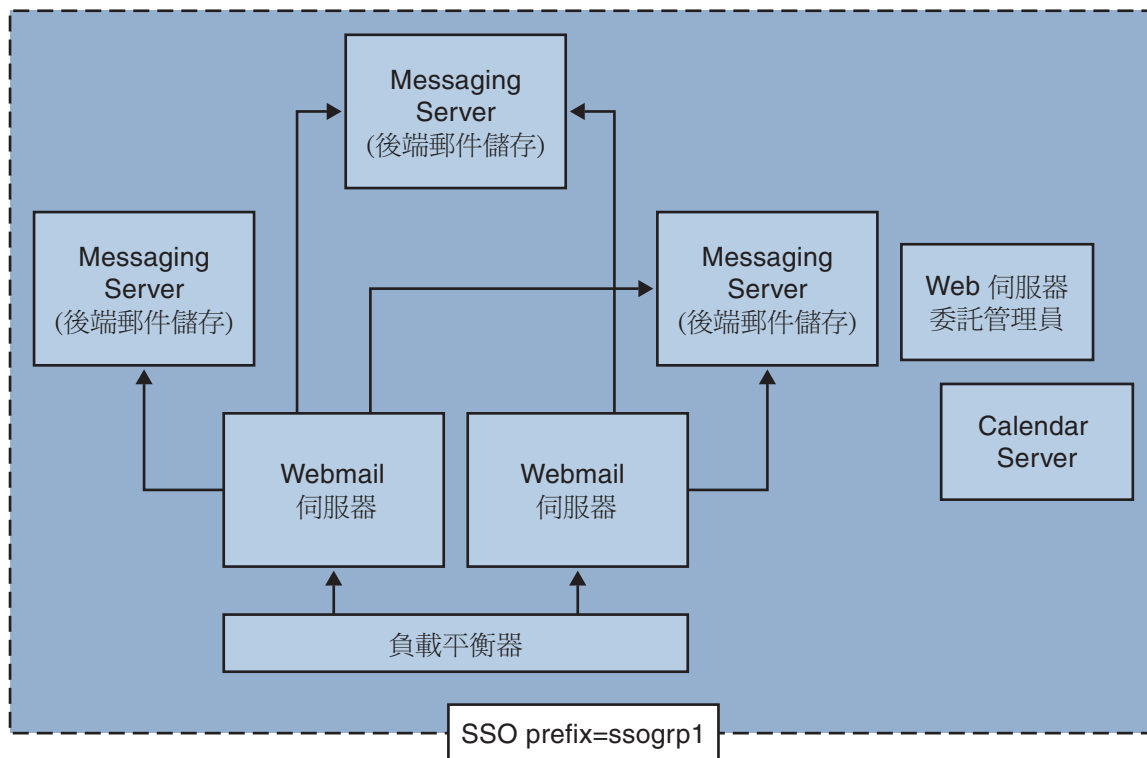 Messaging
Server
(後端郵件儲存)
Messaging
Server
(後端郵件儲存)
Messaging
Server
(後端郵件儲存)
Web 伺服器
委託管理員
Calendar
Server
Webmail
伺服器
Webmail
伺服器
負載平衡器
SSO prefix=ssogrp1